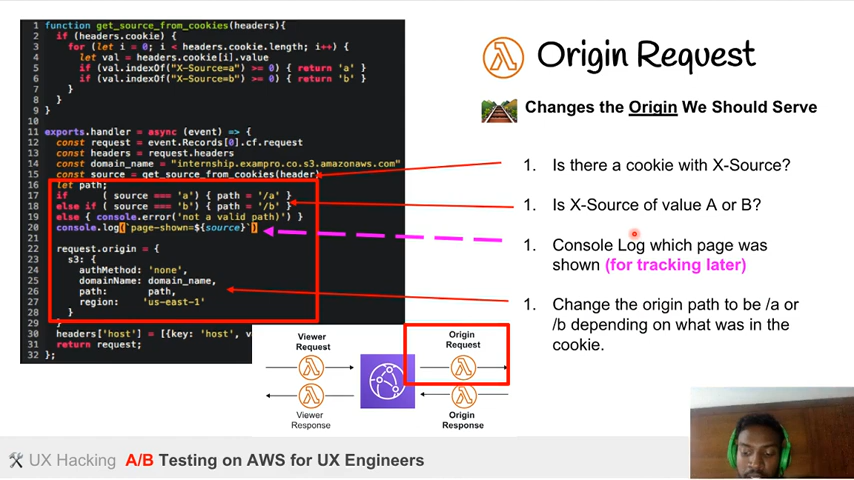 1 function get_source_from_cookies(headers){
2 if (headers.cookie) {
3 for (let i = 0; i < headers.cookie.length; i++) {
4 let val = headers.cookie[i].value
5 if (val.indexOf("X-Source=a") >= 0) { return 'a' }
6 if (val.indexOf("X-Source=b") >= 0) { return 'b' }
7 }
8 }
9 }
10
11 exports.handler = async (event) => {
12 const request = event.Records[0].cf.request
13 const headers = request.headers
14 const domain_name = "internship.exampro.co.s3.amazonaws.com"
15 const source = get_source_from_cookies(header)
16 let path;
17 if ( source === 'a') { path = '/a' }
18 else if ( source === 'b') { path = '/b' }
19 else { console.error('not a valid path)') }
20 console.log(`page-shown=${source}`)
21
22 request.origin = {
23 s3: {
24 authMethod: 'none',
25 domainName: domain_name,
26 path: path,
27 region: 'us-east-1'
28 }
29 }
30 headers['host'] = [{key: 'host', v
31 return request;
32 };
Origin Request
Changes the Origin We Should Serve
1. Is there a cookie with X-Source?
1. Is X-Source of value A or B?
1. Console Log which page was
shown (for tracking later)
1. Change the origin path to be /a or
/b depending on what was in the
cookie.
Viewer
Request
Origin
Request
Viewer
Response
Origin
Response
UX Hacking A/B Testing on AWS for UX Engineers